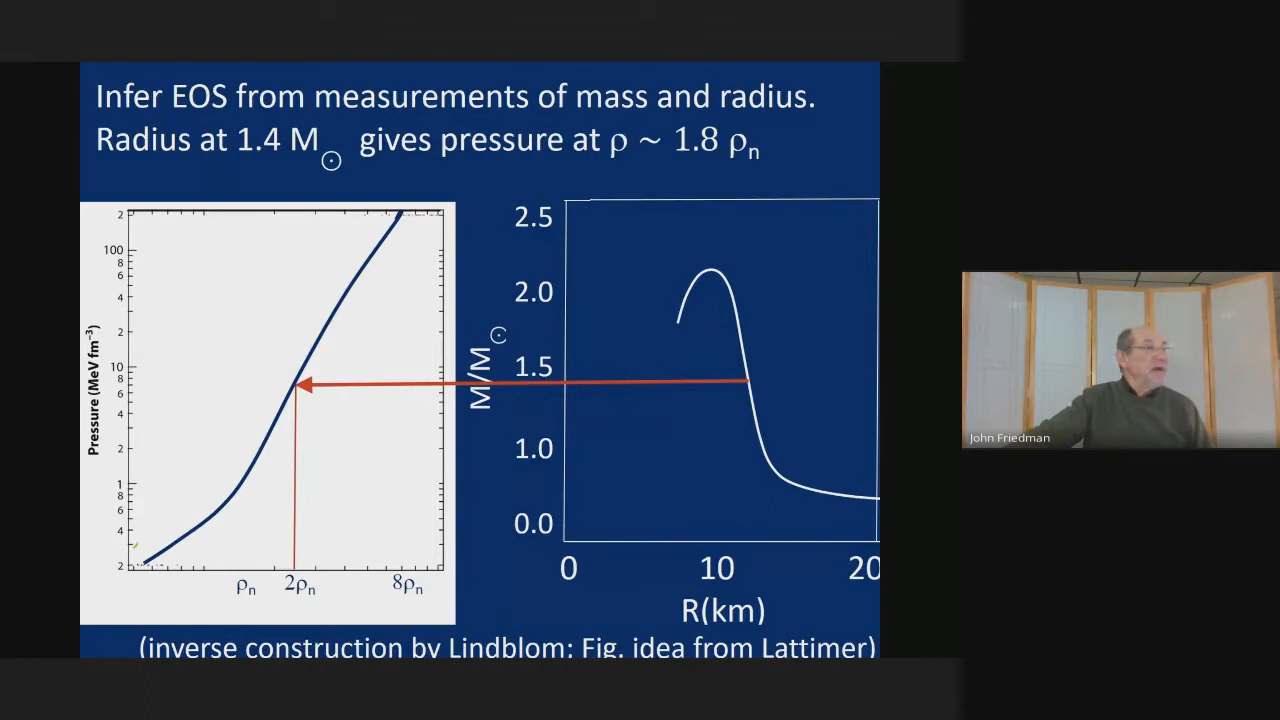 Infer EOS from measurements of mass and radius.
Radius at 1.4 M☉ gives pressure at ρ ~ 1.8 ρn
Pressure (MeV fm⁻³)
2
100
8
6
4
2
10
8
6
4
2
1
8
6
4
2
ρn 2ρn 8ρn
M/M☉
2.5
2.0
1.5
1.0
0.0
0 10 20
R(km)
(inverse construction by Lindblom; Fig. idea from Lattimer)
John Friedman